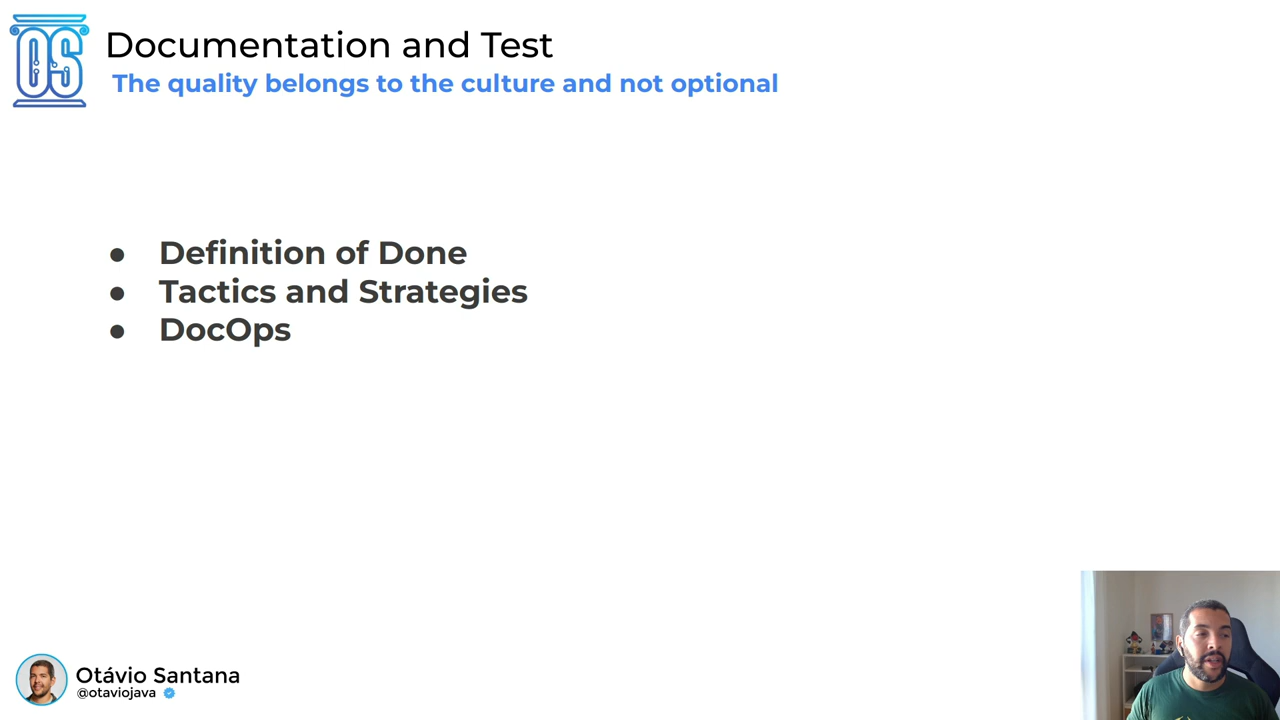 OS
Documentation and Test
The quality belongs to the culture and not optional
● Definition of Done
● Tactics and Strategies
● DocOps
Otávio Santana
@otaviojava